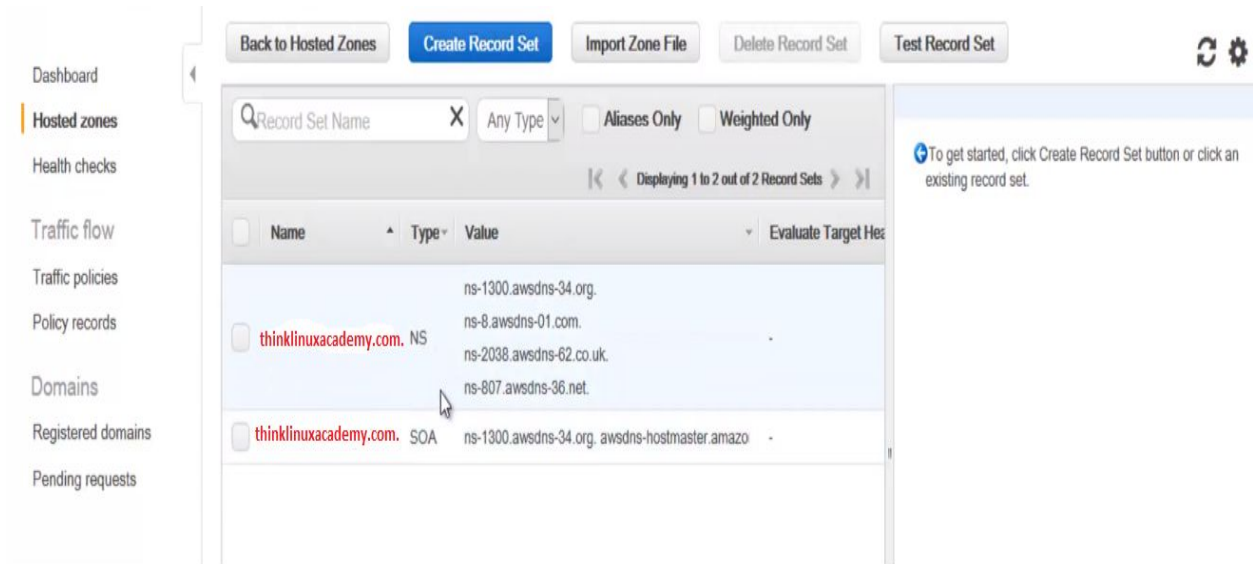 Back to Hosted Zones
Create Record Set
Import Zone File
Delete Record Set
Test Record Set
Dashboard
Hosted zones
Health checks
Traffic flow
Traffic policies
Policy records
Domains
Registered domains
Pending requests
Record Set Name
X
Any Type
Aliases Only
Weighted Only
Displaying 1 to 2 out of 2 Record Sets
Name
Type
Value
Evaluate Target Hea
thinklinuxacademy.com.
NS
ns-1300.awsdns-34.org.
ns-8.awsdns-01.com.
ns-2038.awsdns-62.co.uk.
ns-807.awsdns-36.net.
-
thinklinuxacademy.com.
SOA
ns-1300.awsdns-34.org. awsdns-hostmaster.amazo
-
To get started, click Create Record Set button or click an
existing record set.